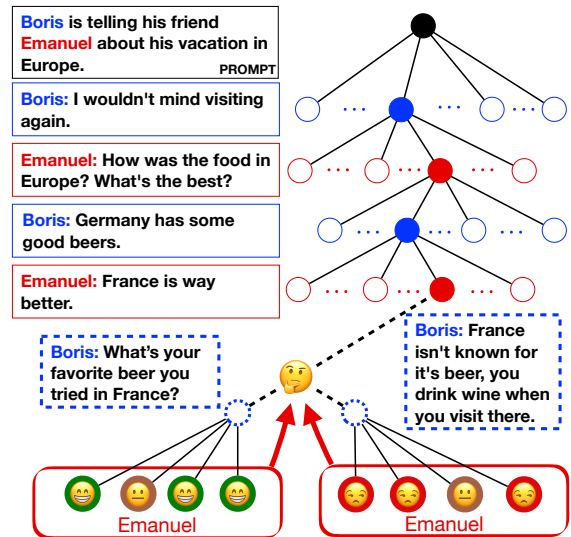 Boris is telling his friend
Emanuel about his vacation in
Europe.
PROMPT
Boris: I wouldn't mind visiting
again.
Emanuel: How was the food in
Europe? What's the best?
Boris: Germany has some
good beers.
Emanuel: France is way
better.
Boris: What's your
favorite beer you
tried in France?
Boris: France
isn't known for
it's beer, you
drink wine when
you visit there.
Emanuel
Emanuel